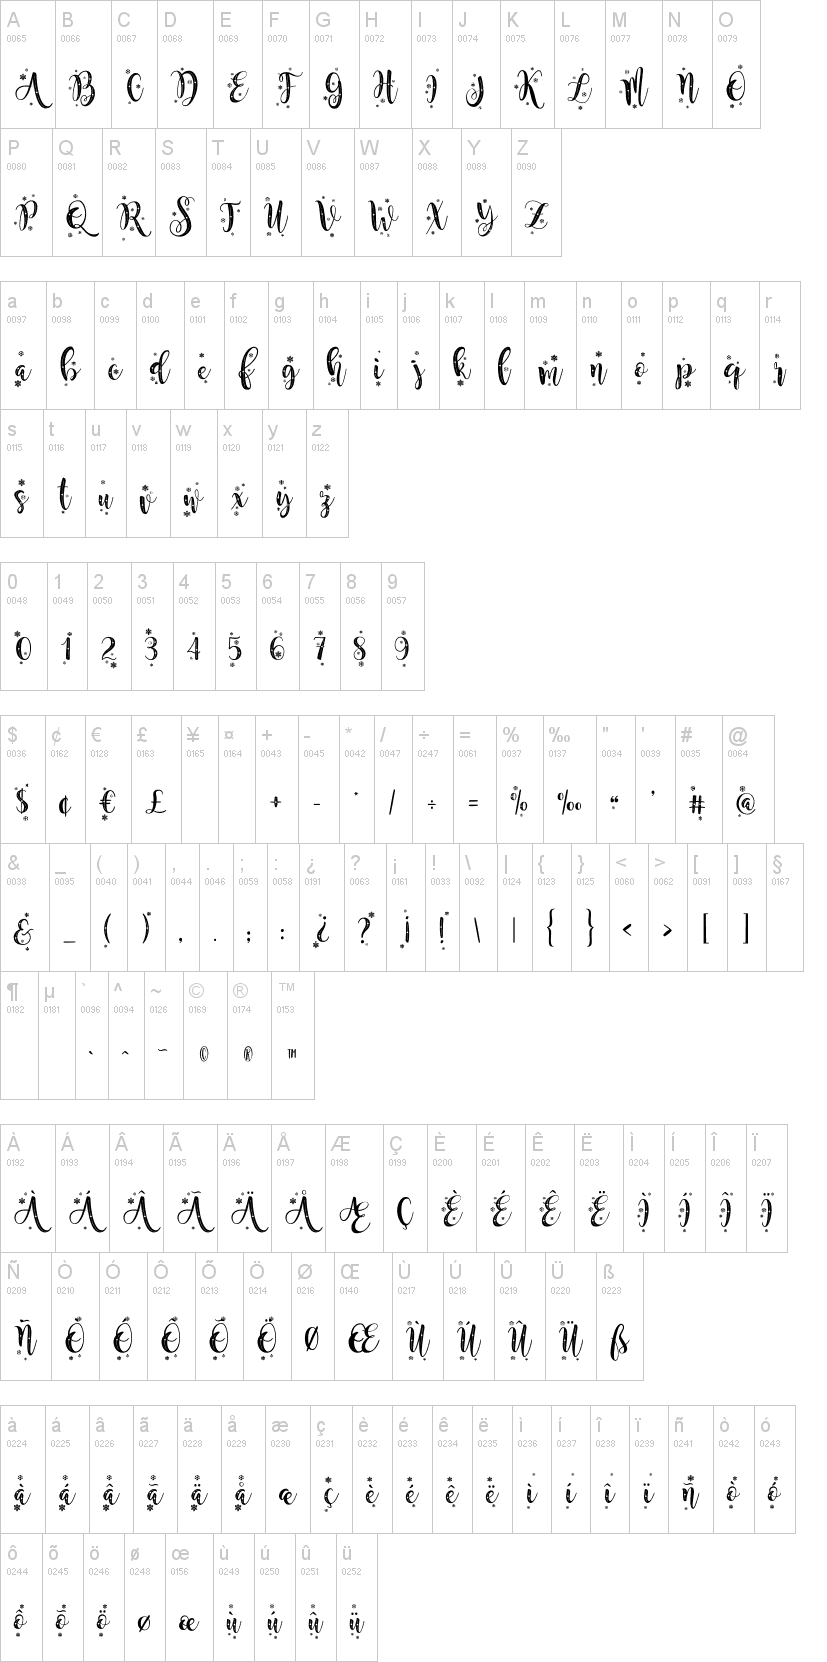 A B C D E F G H I J K L M N O
0065 0066 0067 0068 0069 0070 0071 0072 0073 0074 0075 0076 0077 0078 0079
A B C D E F G H I J K L M N O
P Q R S T U V W X Y Z
0080 0081 0082 0083 0084 0085 0086 0087 0088 0089 0090
P Q R S T U V W X Y Z
a b c d e f g h i j k l m n o p q r
0097 0098 0099 0100 0101 0102 0103 0104 0105 0106 0107 0108 0109 0110 0111 0112 0113 0114
a b c d e f g h i j k l m n o p q r
s t u v w x y z
0115 0116 0117 0118 0119 0120 0121 0122
s t u v w x y z
0 1 2 3 4 5 6 7 8 9
0048 0049 0050 0051 0052 0053 0054 0055 0056 0057
0 1 2 3 4 5 6 7 8 9
$ ¢ € £ ¥ ¤ + - * / ÷ = % ‰ " ' # @
0036 0162 0128 0163 0165 0164 0043 0045 0042 0047 0247 0061 0037 0137 0034 0039 0035 0064
$ ¢ € £ + - * / ÷ = % ‰ “ ' # @
& _ ( ) , . ; : ¿ ? ¡ ! \ | { } < > [ ] §
0038 0095 0040 0041 0044 0046 0059 0058 0191 0063 0161 0033 0092 0124 0123 0125 0060 0062 0091 0093 0167
& _ ( ) , . ; : ¿ ? ¡ ! \ | { } < > [ ]
¶ µ ` ^ ~ © ® ™
0182 0181 0096 0094 0126 0169 0174 0153
` ^ ~ © ® ™
À Á Â Ã Ä Å Æ Ç È É Ê Ë Ì Í Î Ï
0192 0193 0194 0195 0196 0197 0198 0199 0200 0201 0202 0203 0204 0205 0206 0207
À Á Â Ã Ä Å Æ Ç È É Ê Ë Ì Í Î Ï
Ñ Ò Ó Ô Õ Ö Ø Œ Ù Ú Û Ü ß
0209 0210 0211 0212 0213 0214 0216 0140 0217 0218 0219 0220 0223
Ñ Ò Ó Ô Õ Ö Ø Œ Ù Ú Û Ü ß
à á â ã ä å æ ç è é ê ë ì í î ï ñ ò ó
0224 0225 0226 0227 0228 0229 0230 0231 0232 0233 0234 0235 0236 0237 0238 0239 0241 0242 0243
à á â ã ä å æ ç è é ê ë ì í î ï ñ ò ó
ô õ ö ø œ ù ú û ü
0244 0245 0246 0248 0156 0249 0250 0251 0252
ô õ ö ø œ ù ú û ü